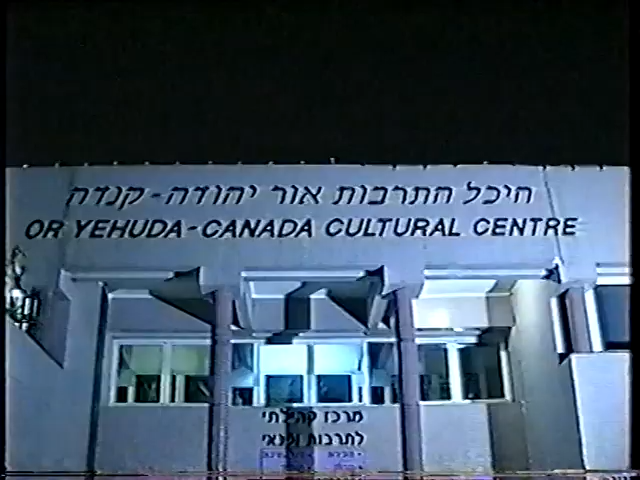 היכל התרבות אור יהודה - קנדה
OR YEHUDA - CANADA CULTURAL CENTRE
מרכז קהילתי
לתרבות ופנאי